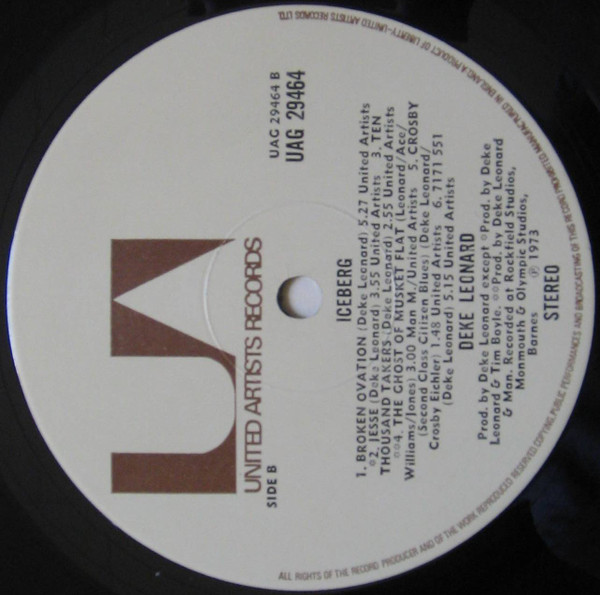 UA
UNITED ARTISTS RECORDS
SIDE B
UAG 29464 B
UAG 29464
ICEBERG
1. BROKEN OVATION (Deke Leonard) 5.27 United Artists
°2. JESSE (Deke Leonard) 3.55 United Artists 3. TEN
THOUSAND TAKERS (Deke Leonard) 2.55 United Artists
°°4. THE GHOST OF MUSKET FLAT (Leonard/Ace/
Williams/Jones) 3.00 Man M./United Artists 5. CROSBY
(Second Class Citizen Blues) (Deke Leonard/
Crosby Eichler) 1.48 United Artists 6. 7171 551
(Deke Leonard) 5.15 United Artists
DEKE LEONARD
Prod. by Deke Leonard except °Prod. by Deke
Leonard & Tim Boyle. °°Prod. by Deke Leonard
& Man. Recorded at Rockfield Studios,
Monmouth & Olympic Studios,
Barnes ℗ 1973
STEREO
ALL RIGHTS OF THE RECORD PRODUCER AND OF THE WORK REPRODUCED RESERVED COPYING PUBLIC PERFORMANCES AND BROADCASTING OF THIS RECORD PROHIBITED MANUFACTURED IN ENGLAND A PRODUCT OF LIBERTY-UNITED ARTISTS RECORDS LTD.